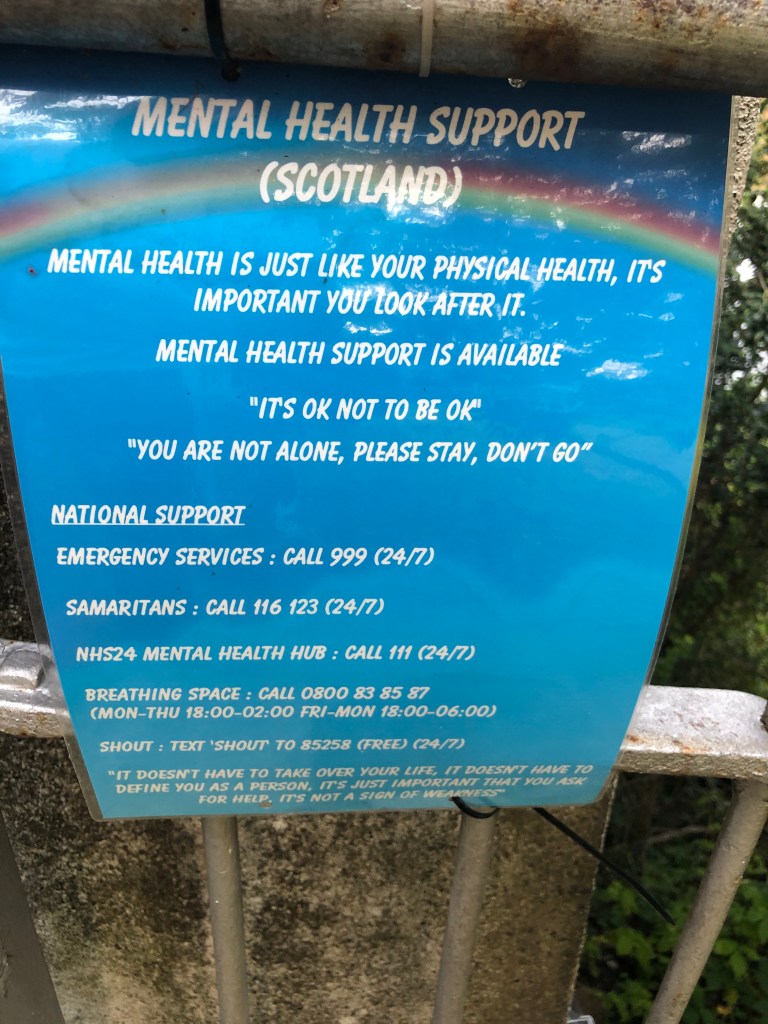 MENTAL HEALTH SUPPORT
(SCOTLAND)
MENTAL HEALTH IS JUST LIKE YOUR PHYSICAL HEALTH, IT'S
IMPORTANT YOU LOOK AFTER IT.
MENTAL HEALTH SUPPORT IS AVAILABLE
"IT'S OK NOT TO BE OK"
"YOU ARE NOT ALONE, PLEASE STAY, DON'T GO"
NATIONAL SUPPORT
EMERGENCY SERVICES : CALL 999 (24/7)
SAMARITANS : CALL 116 123 (24/7)
NHS24 MENTAL HEALTH HUB : CALL 111 (24/7)
BREATHING SPACE : CALL 0800 83 85 87
(MON-THU 18:00-02:00 FRI-MON 18:00-06:00)
SHOUT : TEXT 'SHOUT' TO 85258 (FREE) (24/7)
"IT DOESN'T HAVE TO TAKE OVER YOUR LIFE, IT DOESN'T HAVE TO
DEFINE YOU AS A PERSON, IT'S JUST IMPORTANT THAT YOU ASK
FOR HELP, IT'S NOT A SIGN OF WEAKNESS"